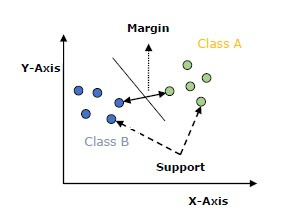 Margin
Class A
Y-Axis
Class B
Support
X-Axis